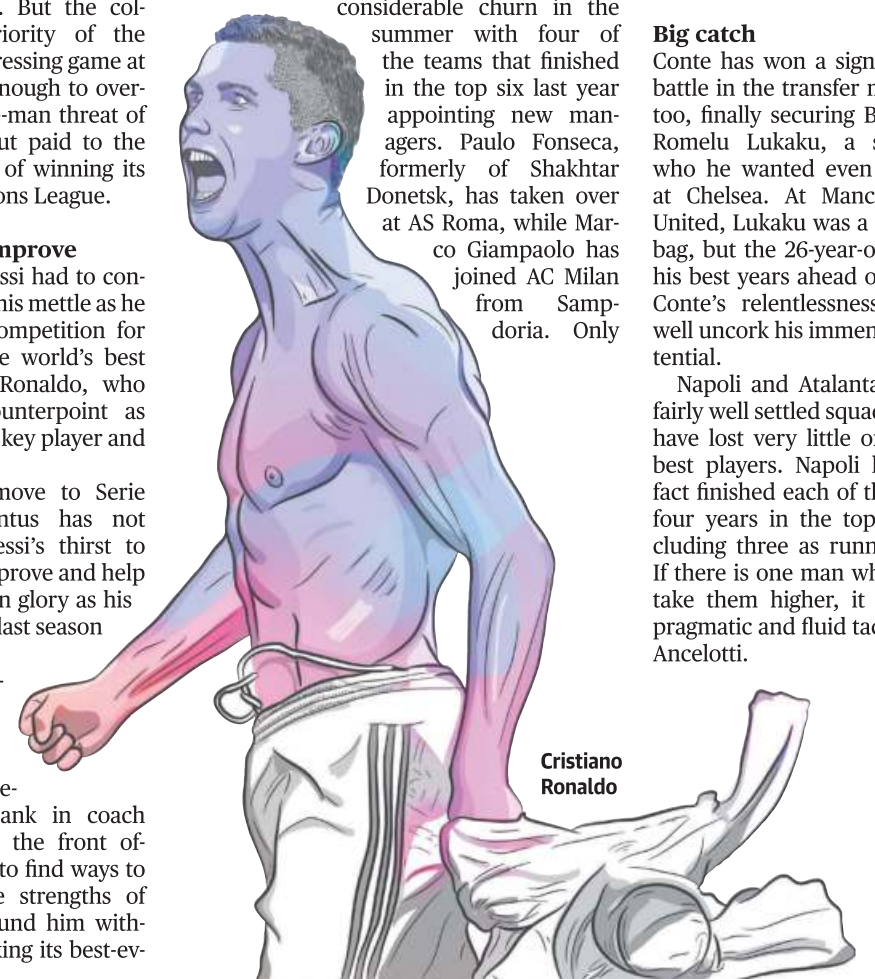 . But the col-
riority of the
ressing game at
nough to over-
-man threat of
ut paid to the
of winning its
ons League.
mprove
ssi had to con-
his mettle as he
ompetition for
e world's best
Ronaldo, who
ounterpoint as
key player and
move to Serie
ntus has not
essi's thirst to
prove and help
n glory as his
last season
-
e-
ank in coach
the front of-
to find ways to
e strengths of
und him with-
king its best-ev-
considerable churn in the
summer with four of
the teams that finished
in the top six last year
appointing new man-
agers. Paulo Fonseca,
formerly of Shakhtar
Donetsk, has taken over
at AS Roma, while Mar-
co Giampaolo has
joined AC Milan
from Samp-
doria. Only
Cristiano
Ronaldo
Big catch
Conte has won a sign
battle in the transfer m
too, finally securing B
Romelu Lukaku, a s
who he wanted even
at Chelsea. At Manc
United, Lukaku was a
bag, but the 26-year-o
his best years ahead o
Conte's relentlessness
well uncork his immen
tential.
Napoli and Atalanta
fairly well settled squad
have lost very little of
best players. Napoli h
fact finished each of th
four years in the top
cluding three as runn
If there is one man wh
take them higher, it
pragmatic and fluid tac
Ancelotti.